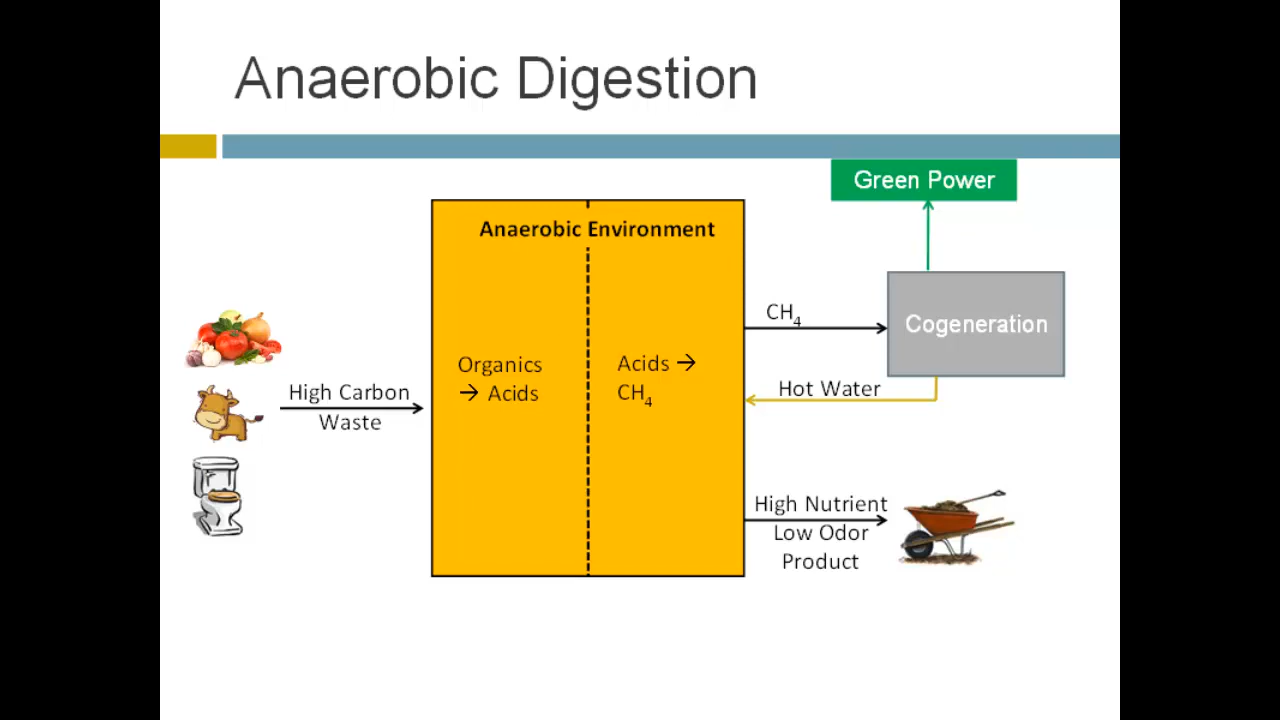 Anaerobic Digestion
Green Power
Anaerobic Environment
CH₄
Cogeneration
Organics
→ Acids
Acids →
CH₄
High Carbon
Waste
Hot Water
High Nutrient
Low Odor
Product